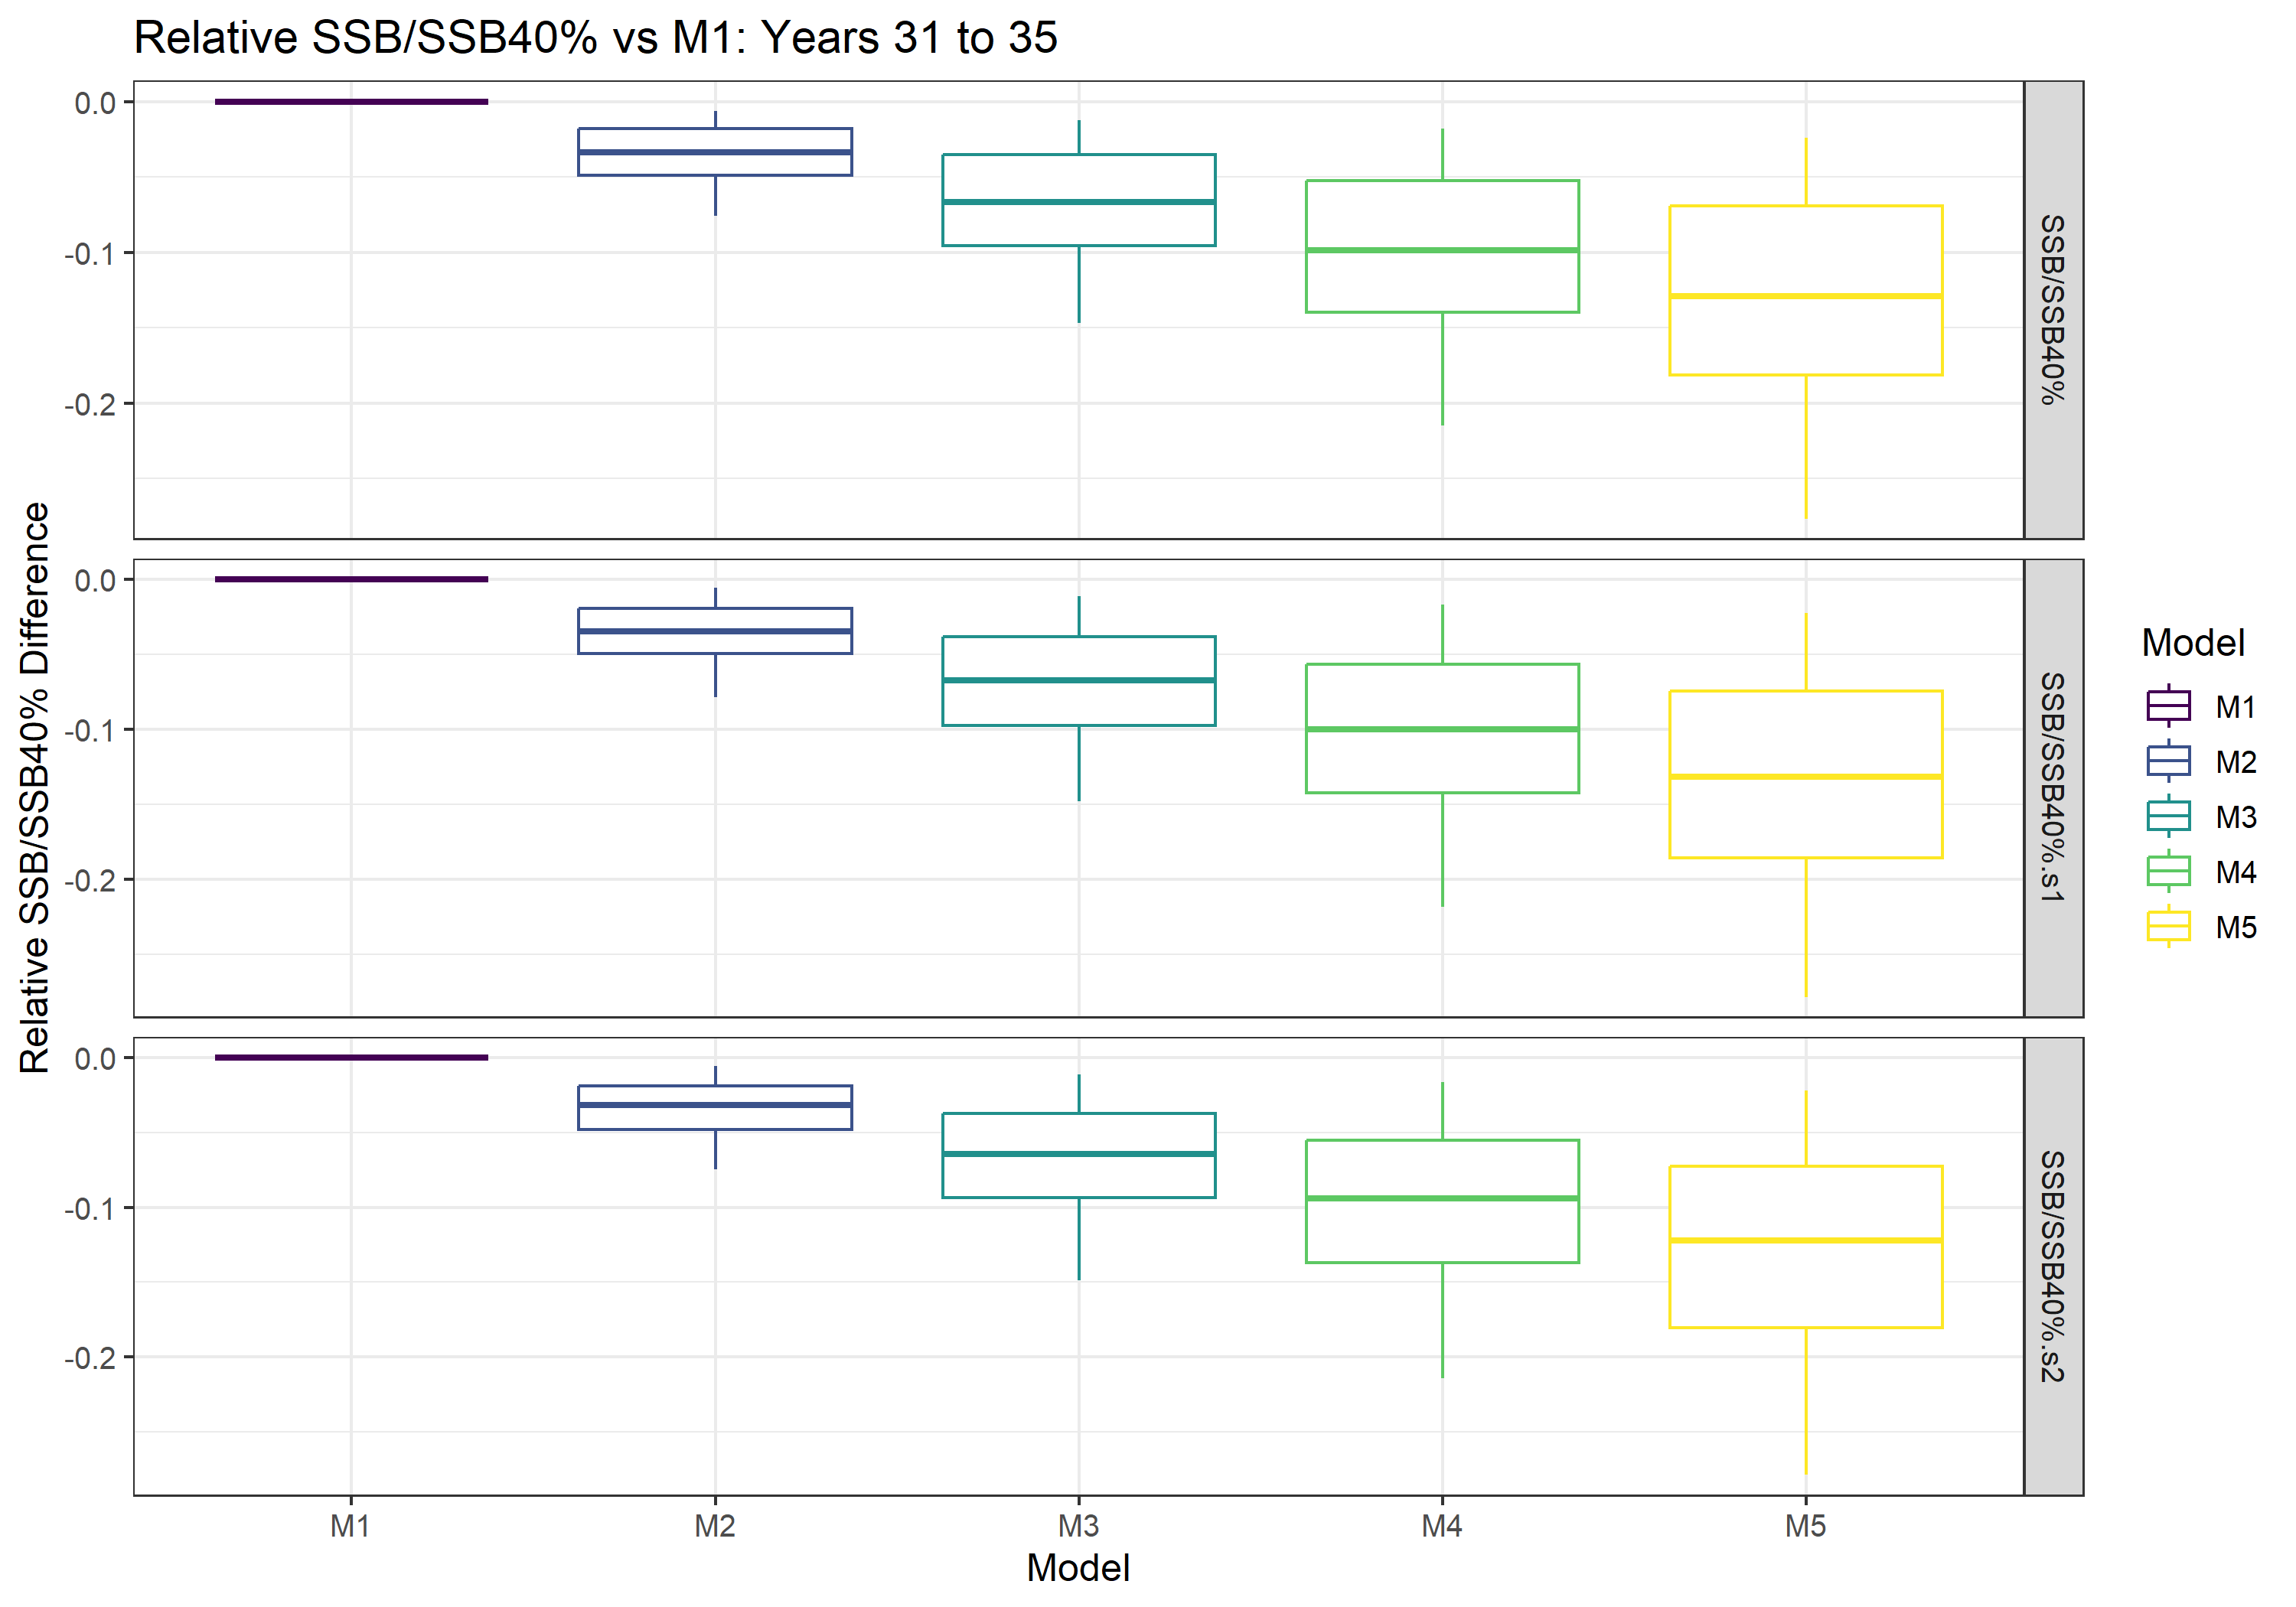 Relative SSB/SSB40% vs M1: Years 31 to 35
Relative SSB/SSB40% Difference
0.0
-0.1
-0.2
SSB/SSB40%
0.0
-0.1
-0.2
SSB/SSB40%.s1
0.0
-0.1
-0.2
SSB/SSB40%.s2
M1
M2
M3
M4
M5
Model
Model
M1
M2
M3
M4
M5